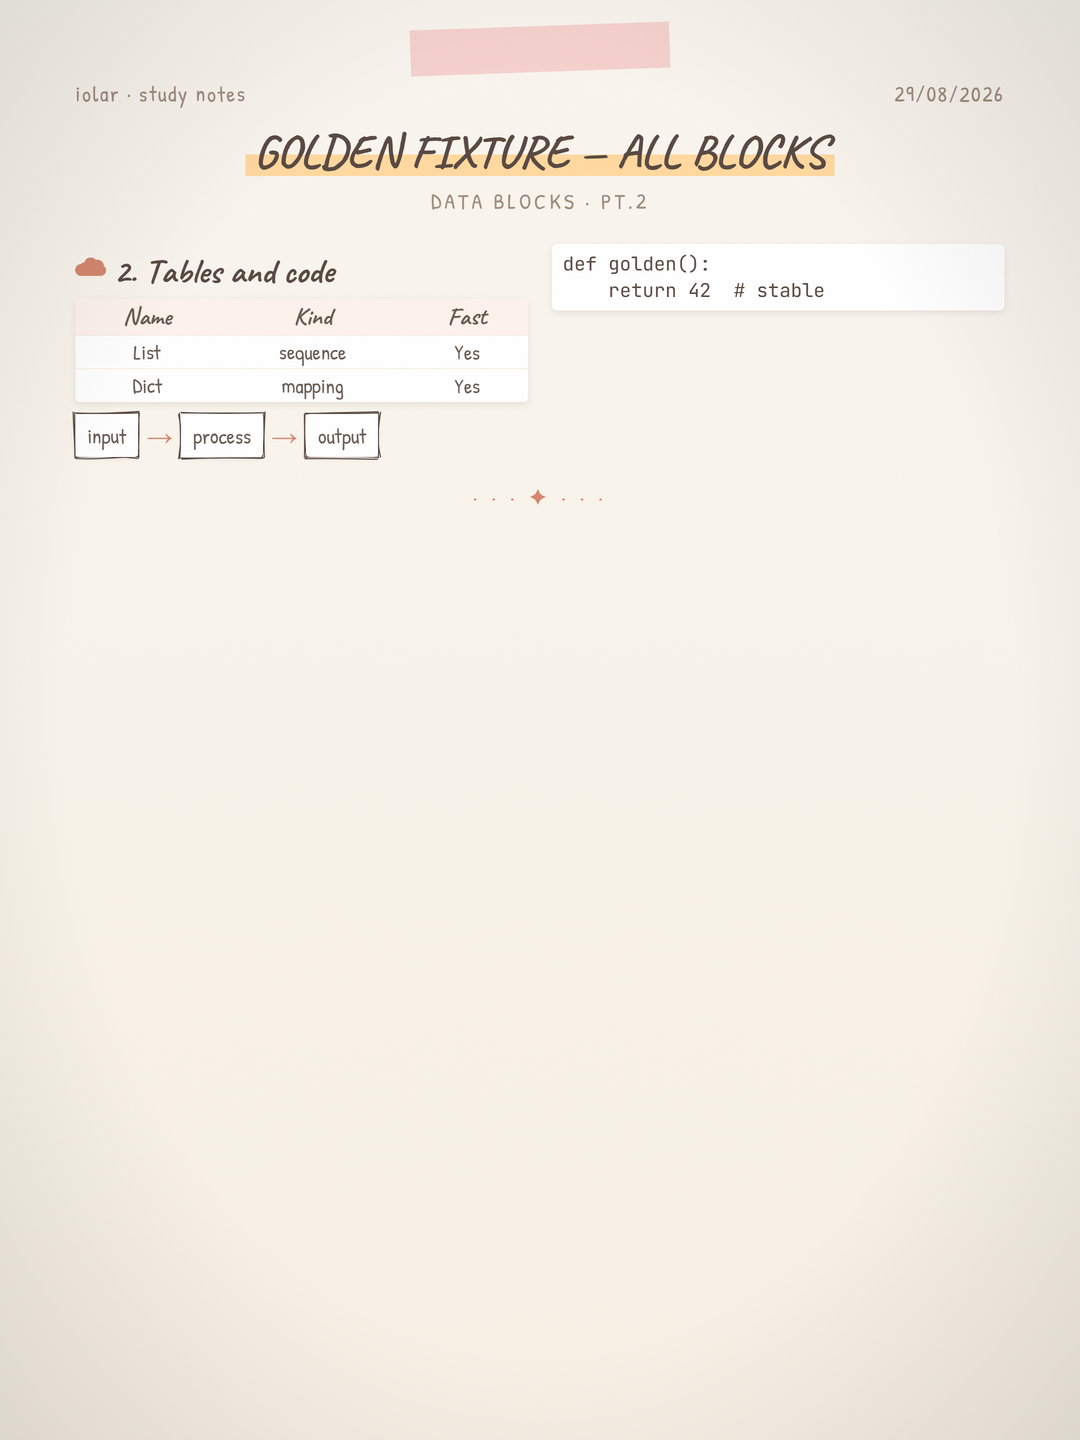 iolar · study notes
29/08/2026
GOLDEN FIXTURE – ALL BLOCKS
DATA BLOCKS · PT.2
2. Tables and code
Name Kind Fast
List sequence Yes
Dict mapping Yes
input → process → output
def golden():
    return 42  # stable